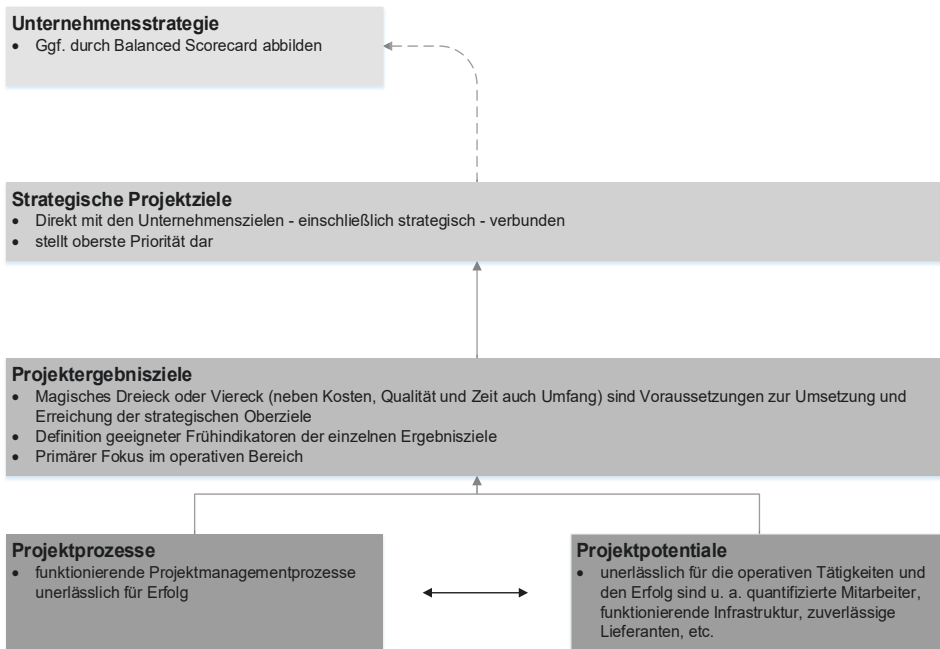 Unternehmensstrategie
• Ggf. durch Balanced Scorecard abbilden
Strategische Projektziele
• Direkt mit den Unternehmenszielen - einschließlich strategisch - verbunden
• stellt oberste Priorität dar
Projektergebnisziele
• Magisches Dreieck oder Viereck (neben Kosten, Qualität und Zeit auch Umfang) sind Voraussetzungen zur Umsetzung und
Erreichung der strategischen Oberziele
• Definition geeigneter Frühindikatoren der einzelnen Ergebnisziele
• Primärer Fokus im operativen Bereich
Projektprozesse
• funktionierende Projektmanagementprozesse
unerlässlich für Erfolg
Projektpotentiale
• unerlässlich für die operativen Tätigkeiten und
den Erfolg sind u. a. quantifizierte Mitarbeiter,
funktionierende Infrastruktur, zuverlässige
Lieferanten, etc.